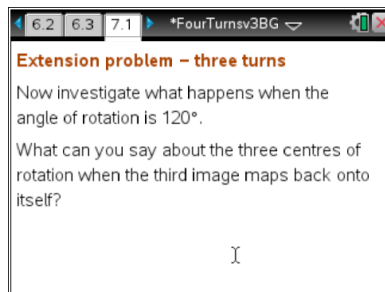 6.2 6.3 7.1 *FourTurnsv3BG
Extension problem – three turns
Now investigate what happens when the
angle of rotation is 120°.
What can you say about the three centres of
rotation when the third image maps back onto
itself?